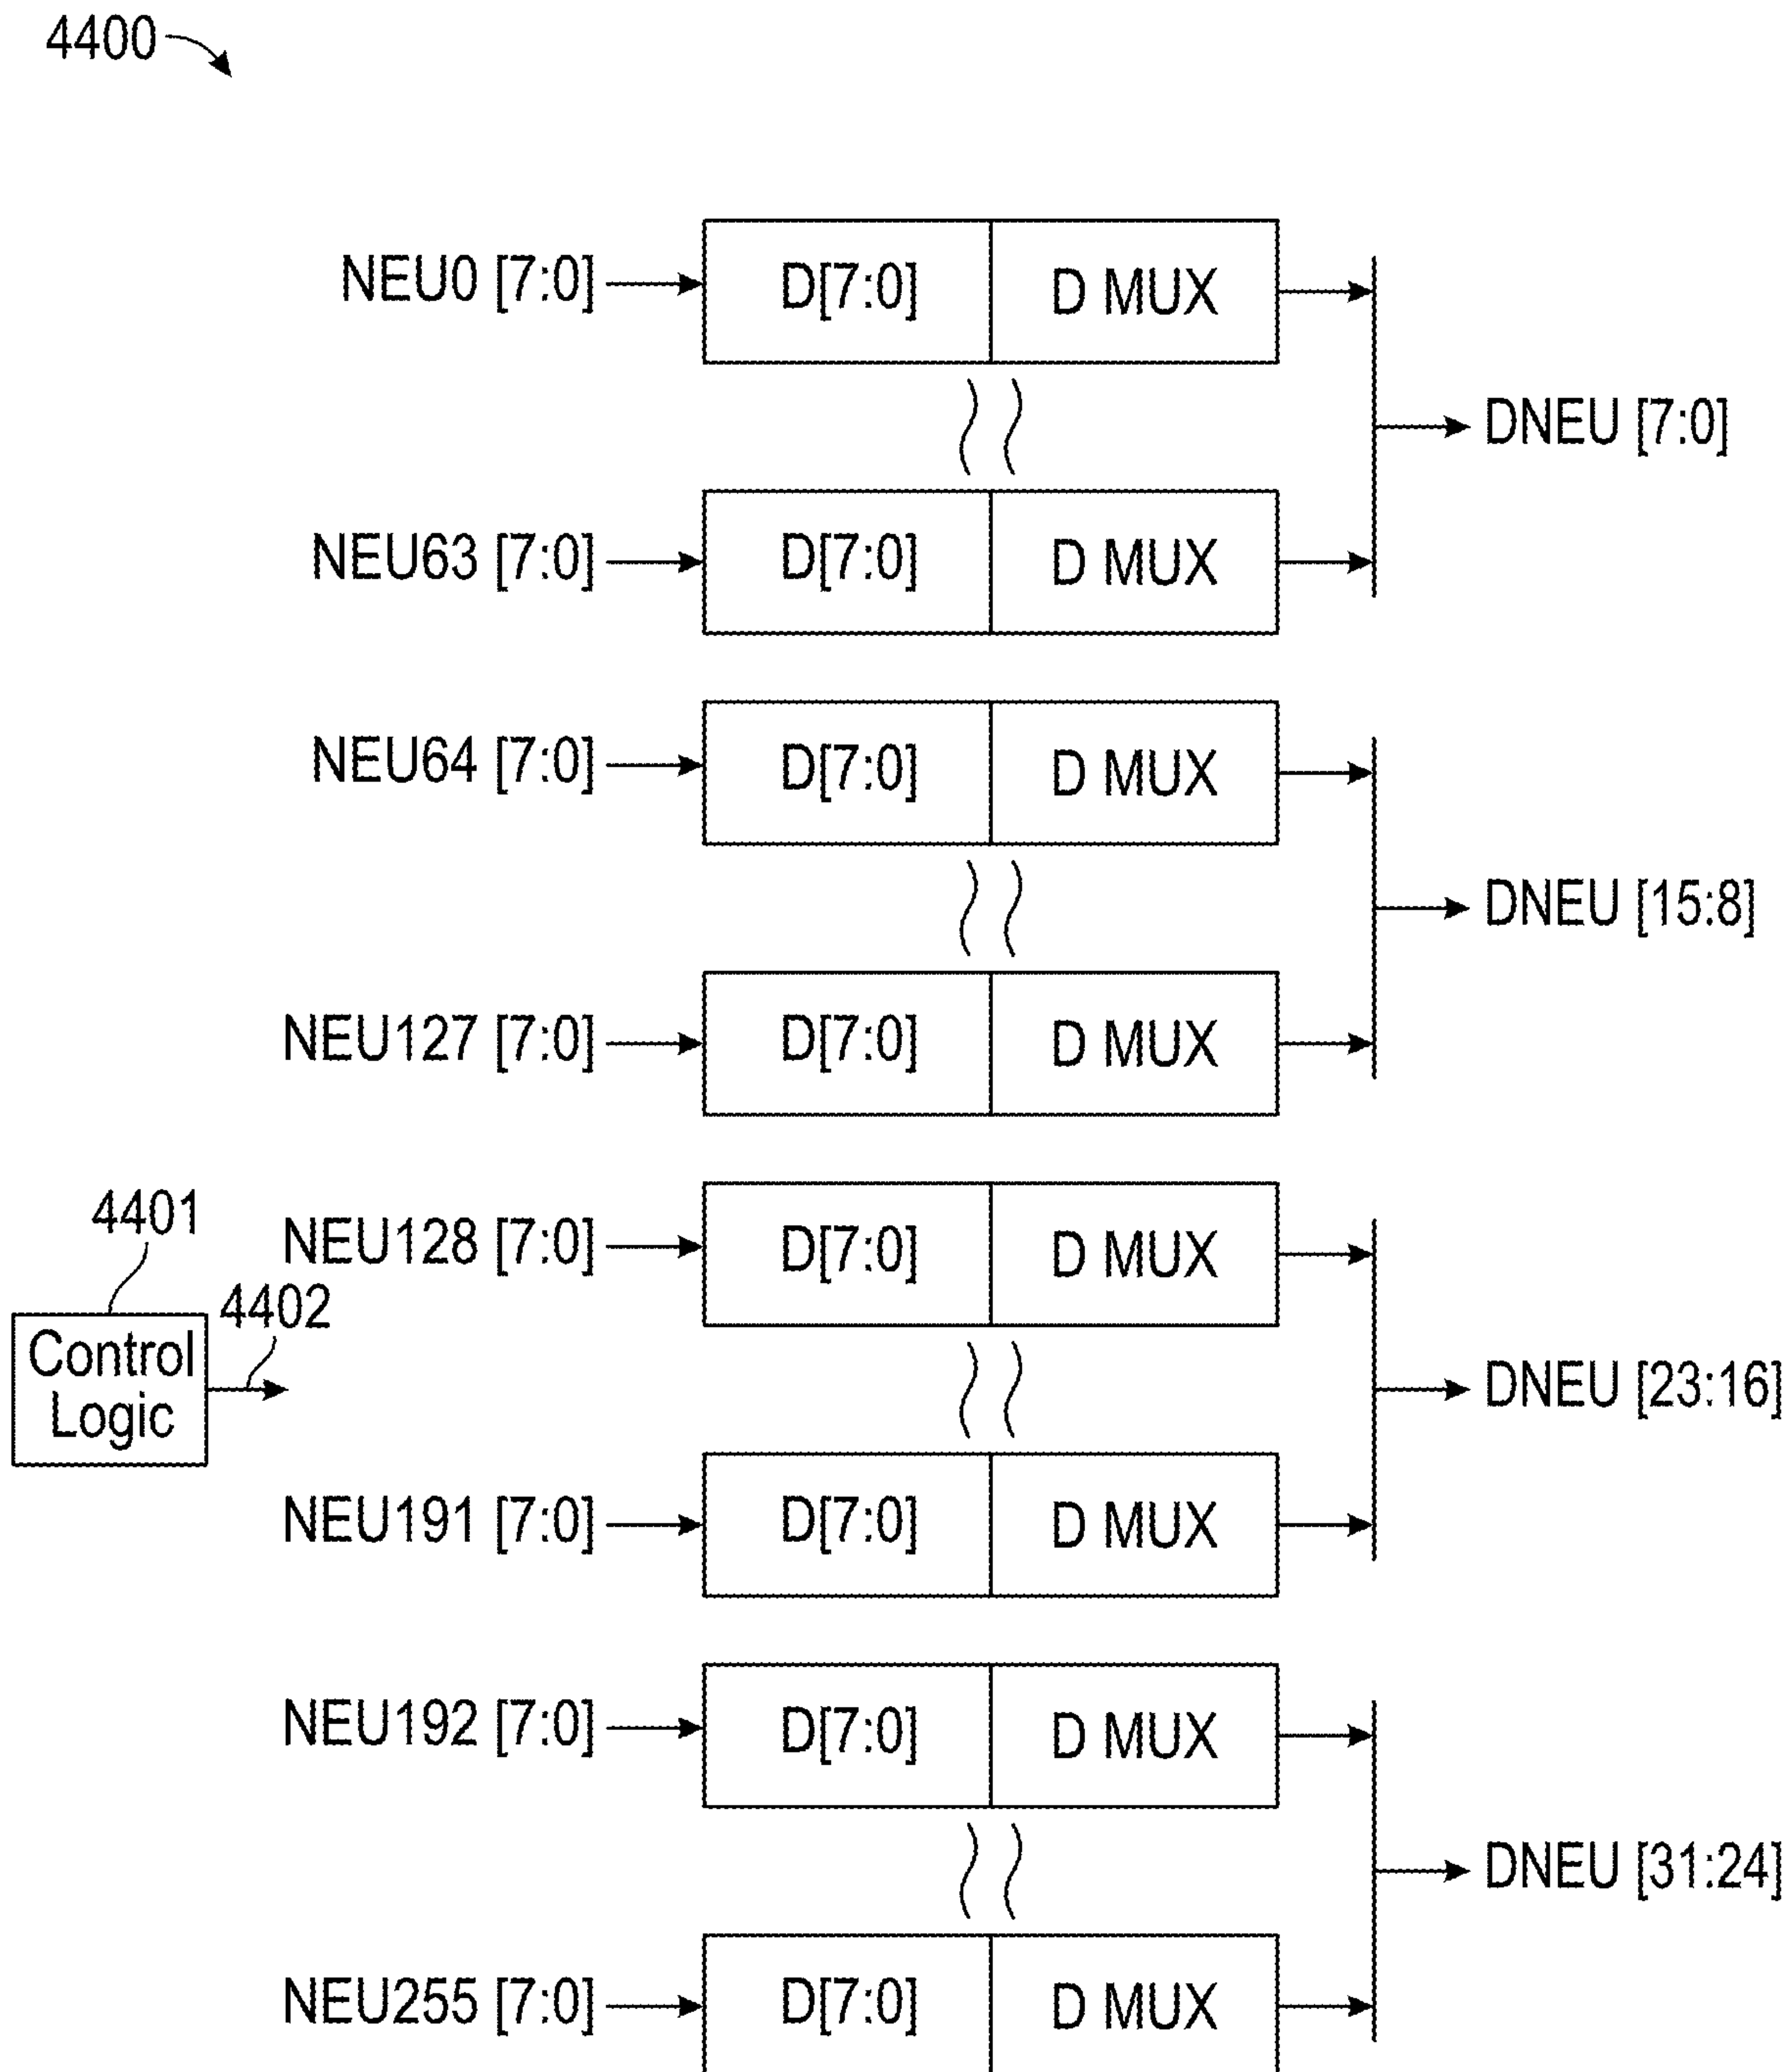 4400
NEU0 [7:0] D[7:0] D MUX
DNEU [7:0]
NEU63 [7:0] D[7:0] D MUX
NEU64 [7:0] D[7:0] D MUX
DNEU [15:8]
NEU127 [7:0] D[7:0] D MUX
4401
NEU128 [7:0] D[7:0] D MUX
4402
Control
Logic
DNEU [23:16]
NEU191 [7:0] D[7:0] D MUX
NEU192 [7:0] D[7:0] D MUX
DNEU [31:24]
NEU255 [7:0] D[7:0] D MUX